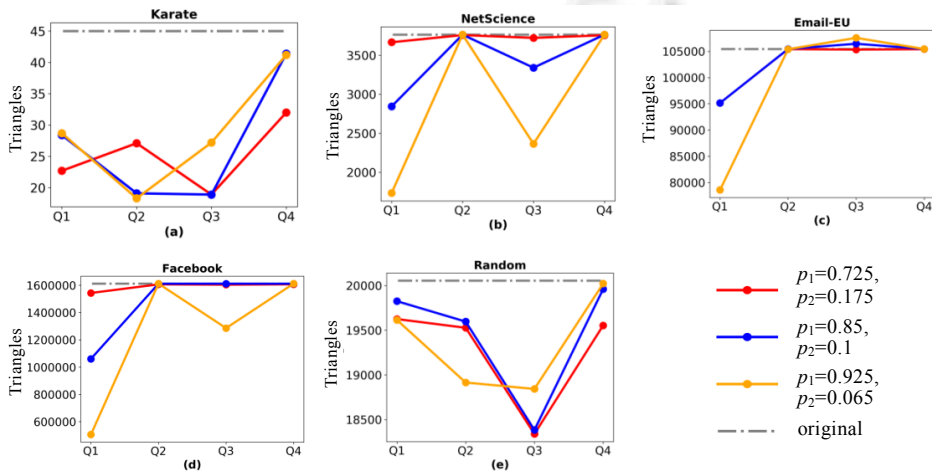 Karate
45
40
35
30
25
20
Triangles
Q1 Q2 Q3 Q4
(a)
NetScience
3500
3000
2500
2000
Triangles
Q1 Q2 Q3 Q4
(b)
Email-EU
105000
100000
95000
90000
85000
80000
Triangles
Q1 Q2 Q3 Q4
(c)
Facebook
1600000
1400000
1200000
1000000
800000
600000
Triangles
Q1 Q2 Q3 Q4
(d)
Random
20000
19500
19000
18500
Triangles
Q1 Q2 Q3 Q4
(e)
p₁=0.725,
p₂=0.175
p₁=0.85,
p₂=0.1
p₁=0.925,
p₂=0.065
original